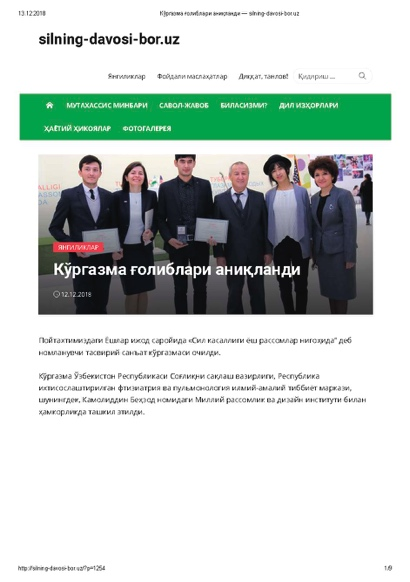 13.12.2018 Кўргазма ғолиблари аниқланди — silning-davosi-bor.uz
silning-davosi-bor.uz
Янгиликлар Фойдали маслаҳатлар Диққат, танлов! Қидириш ...
МУТАХАССИС МИНБАРИ САВОЛ-ЖАВОБ БИЛАСИЗМИ? ДИЛ ИЗҲОРЛАРИ
ҲАЁТИЙ ҲИКОЯЛАР ФОТОГАЛЕРЕЯ
ЯНГИЛИКЛАР
Кўргазма ғолиблари аниқланди
12.12.2018
Пойтахтимиздаги Ёшлар ижод саройида «Сил касаллиги ёш рассомлар нигоҳида” деб
номланувчи тасвирий санъат кўргазмаси очилди.
Кўргазма Ўзбекистон Республикаси Соғлиқни сақлаш вазирлиги, Республика
ихтисослаштирилган фтизиатрия ва пульмонология илмий-амалий тиббиёт маркази,
шунингдек, Камолиддин Беҳзод номидаги Миллий рассомлик ва дизайн институти билан
ҳамкорликда ташкил этилди.
http://silning-davosi-bor.uz/?p=1254 1/9